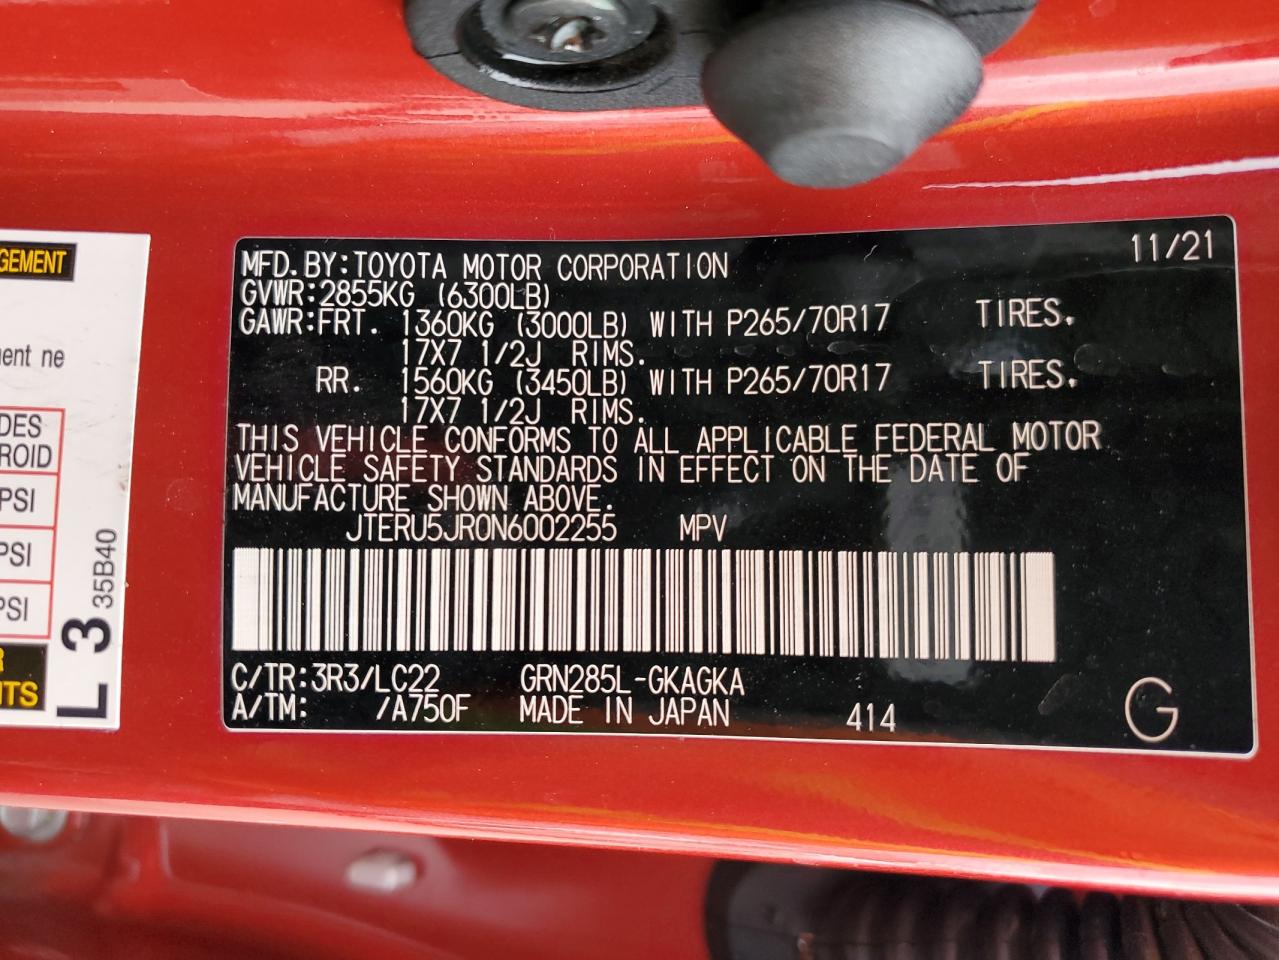 MFD.BY:TOYOTA MOTOR CORPORATION 11/21
GVWR:2855KG (6300LB)
GAWR:FRT. 1360KG (3000LB) WITH P265/70R17 TIRES.
17X7 1/2J RIMS.
RR. 1560KG (3450LB) WITH P265/70R17 TIRES.
17X7 1/2J RIMS.
THIS VEHICLE CONFORMS TO ALL APPLICABLE FEDERAL MOTOR
VEHICLE SAFETY STANDARDS IN EFFECT ON THE DATE OF
MANUFACTURE SHOWN ABOVE.
JTERU5JR0N6002255 MPV
C/TR:3R3/LC22 GRN285L-GKAGKA
A/TM: /A750F MADE IN JAPAN 414 G
ne
PSI
PSI
PSI
L3
35B40